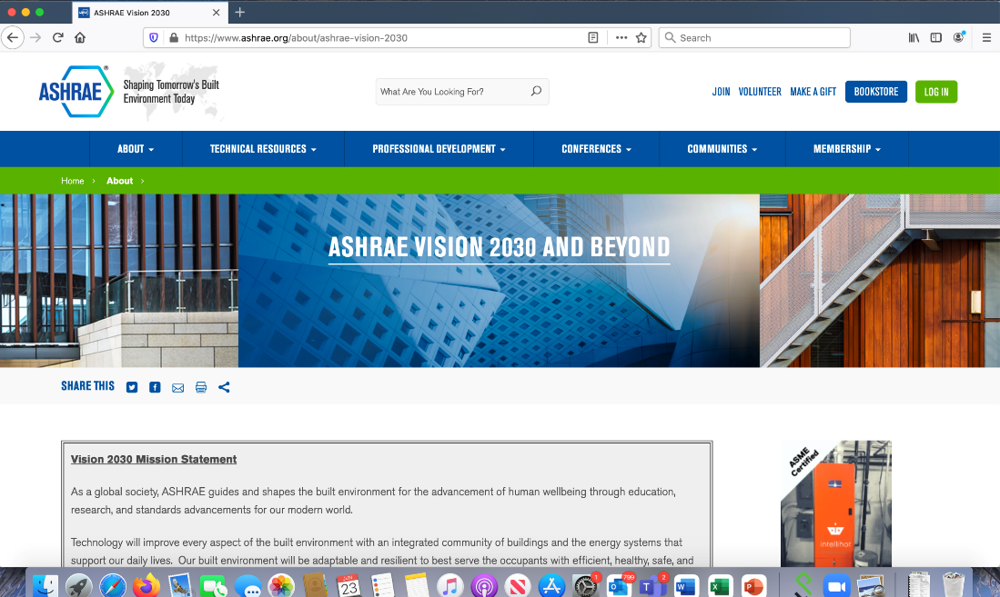 ASHRAE Vision 2030
https://www.ashrae.org/about/ashrae-vision-2030
Search
ASHRAE®
Shaping Tomorrow's Built
Environment Today
What Are You Looking For?
JOIN VOLUNTEER MAKE A GIFT BOOKSTORE LOG IN
ABOUT TECHNICAL RESOURCES PROFESSIONAL DEVELOPMENT CONFERENCES COMMUNITIES MEMBERSHIP
Home › About ›
ASHRAE VISION 2030 AND BEYOND
SHARE THIS
Vision 2030 Mission Statement
As a global society, ASHRAE guides and shapes the built environment for the advancement of human wellbeing through education,
research, and standards advancements for our modern world.
Technology will improve every aspect of the built environment with an integrated community of buildings and the energy systems that
support our daily lives.  Our built environment will be adaptable and resilient to best serve the occupants with efficient, healthy, safe, and
ASME
Certified
intellihot
JUN
23
1
799
2